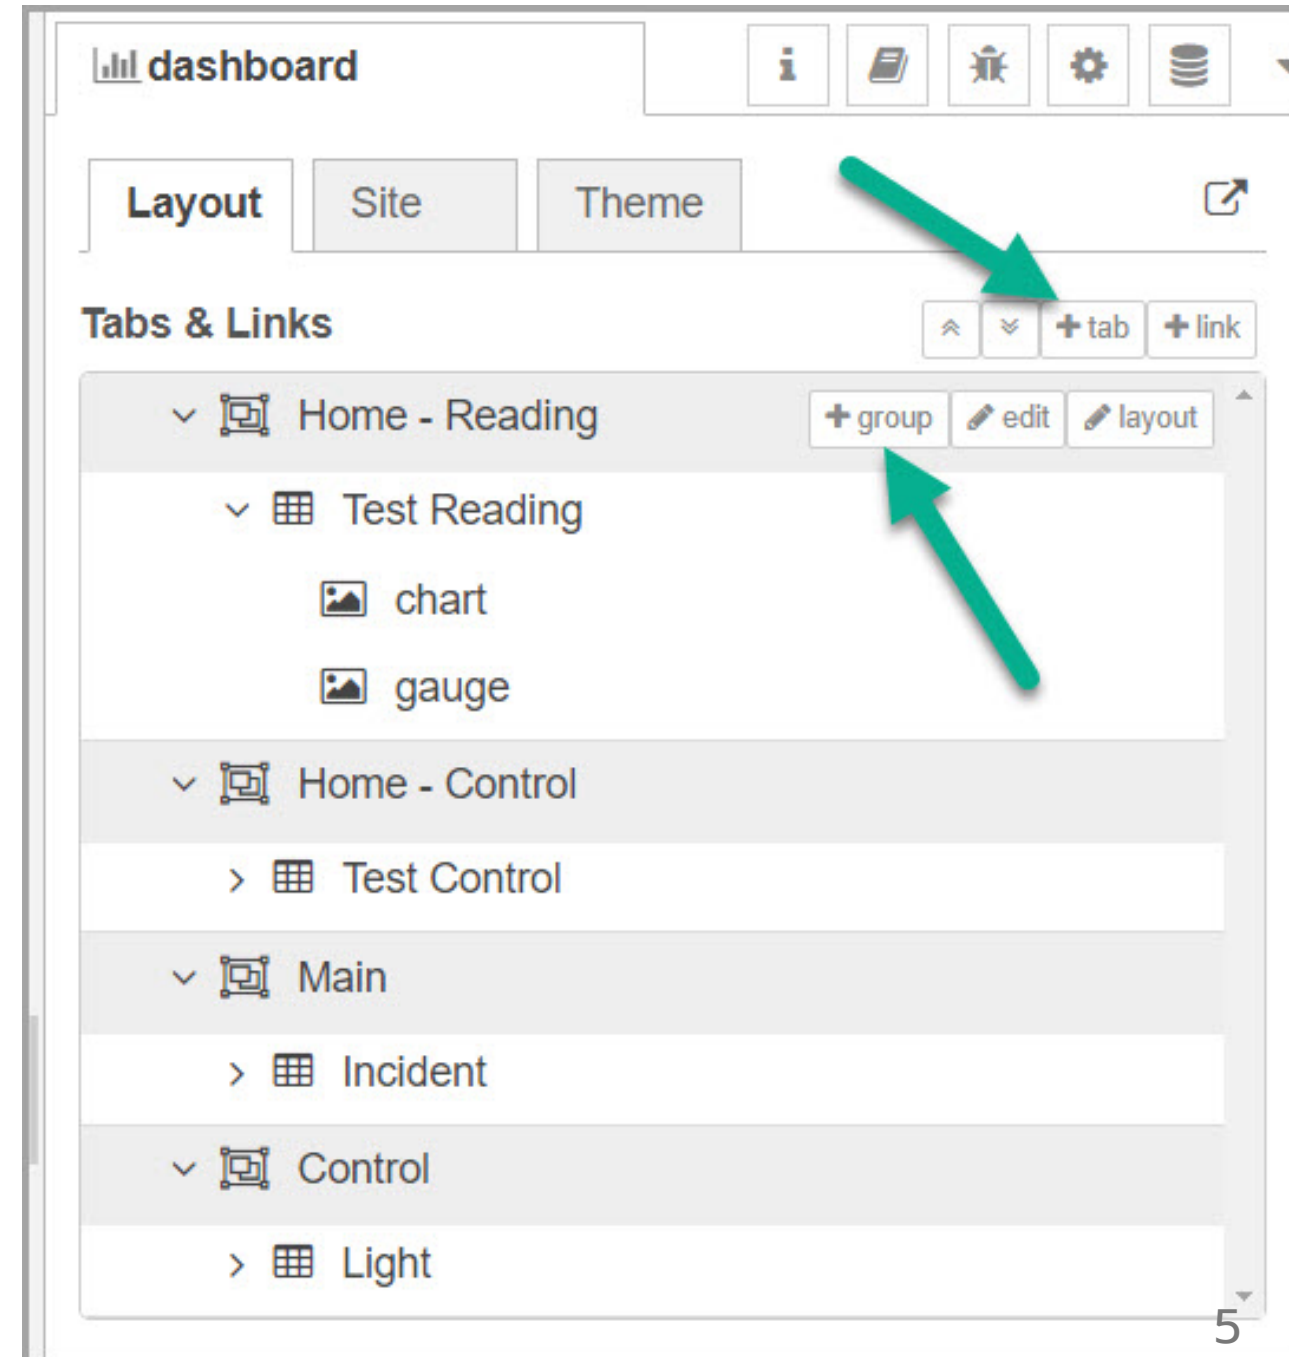 dashboard
Layout Site Theme
Tabs & Links +tab +link
Home - Reading +group edit layout
Test Reading
chart
gauge
Home - Control
Test Control
Main
Incident
Control
Light
5